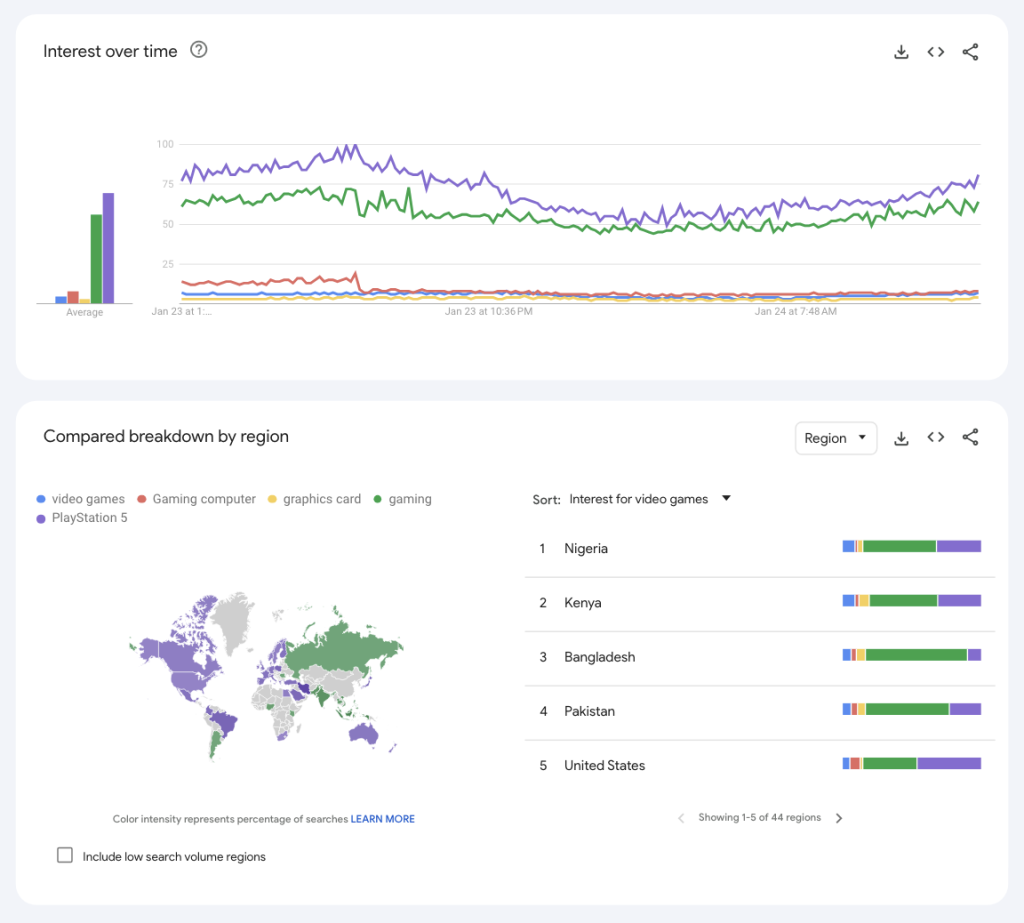 Interest over time
100
75
50
25
Average
Jan 23 at 1:...
Jan 23 at 10:36 PM
Jan 24 at 7:48 AM
Compared breakdown by region
Region
video games Gaming computer graphics card gaming
PlayStation 5
Sort: Interest for video games
1 Nigeria
2 Kenya
3 Bangladesh
4 Pakistan
5 United States
Color intensity represents percentage of searches LEARN MORE
Showing 1-5 of 44 regions
Include low search volume regions